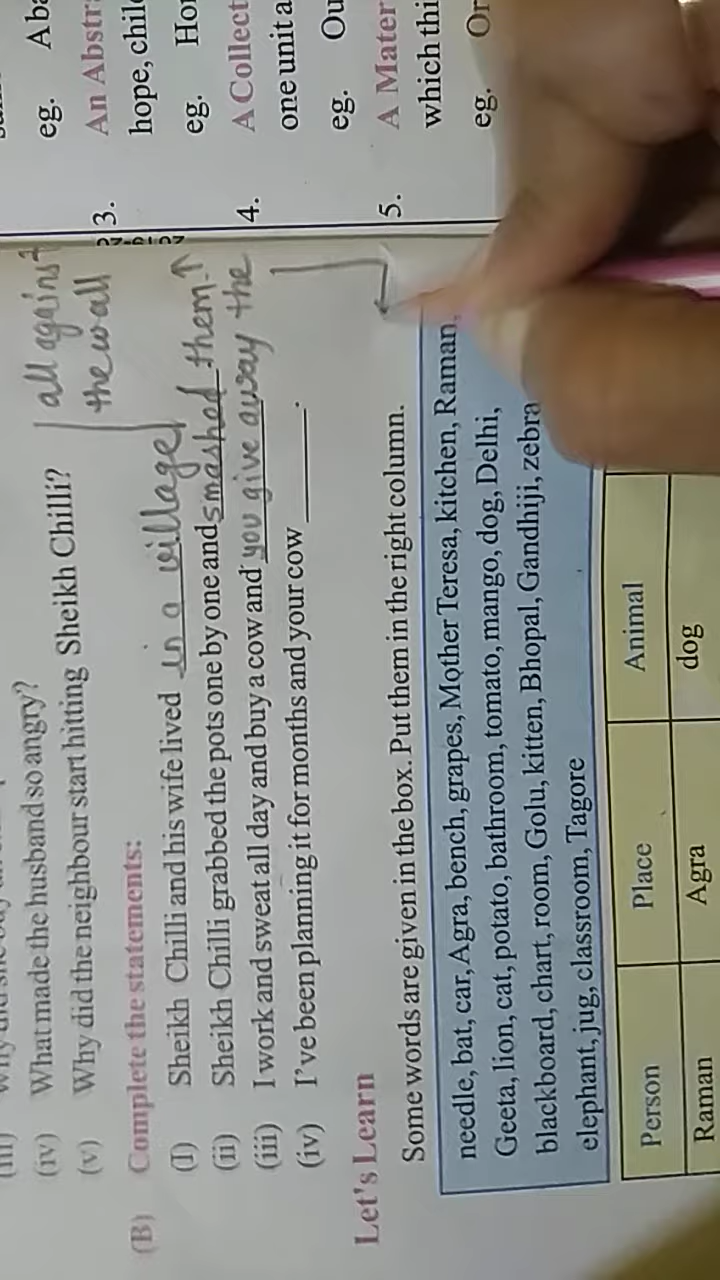 (iv) What made the husband so angry?
(v) Why did the neighbour start hitting Sheikh Chilli?
all against
the wall
(B) Complete the statements:
(I) Sheikh Chilli and his wife lived in a village
(ii) Sheikh Chilli grabbed the pots one by one and smashed them.
(iii) I work and sweat all day and buy a cow and you give away the
(iv) I've been planning it for months and your cow ______.
Let's Learn
Some words are given in the box. Put them in the right column.
needle, bat, car, Agra, bench, grapes, Mother Teresa, kitchen, Raman,
Geeta, lion, cat, potato, bathroom, tomato, mango, dog, Delhi,
blackboard, chart, room, Golu, kitten, Bhopal, Gandhiji, zebra
elephant, jug, classroom, Tagore
Person Place Animal
Raman Agra dog
eg.
3. An Abstr
hope, chil
eg. Hor
4. A Collect
one unit a
eg. Ou
5. A Mater
which thi
eg. Or